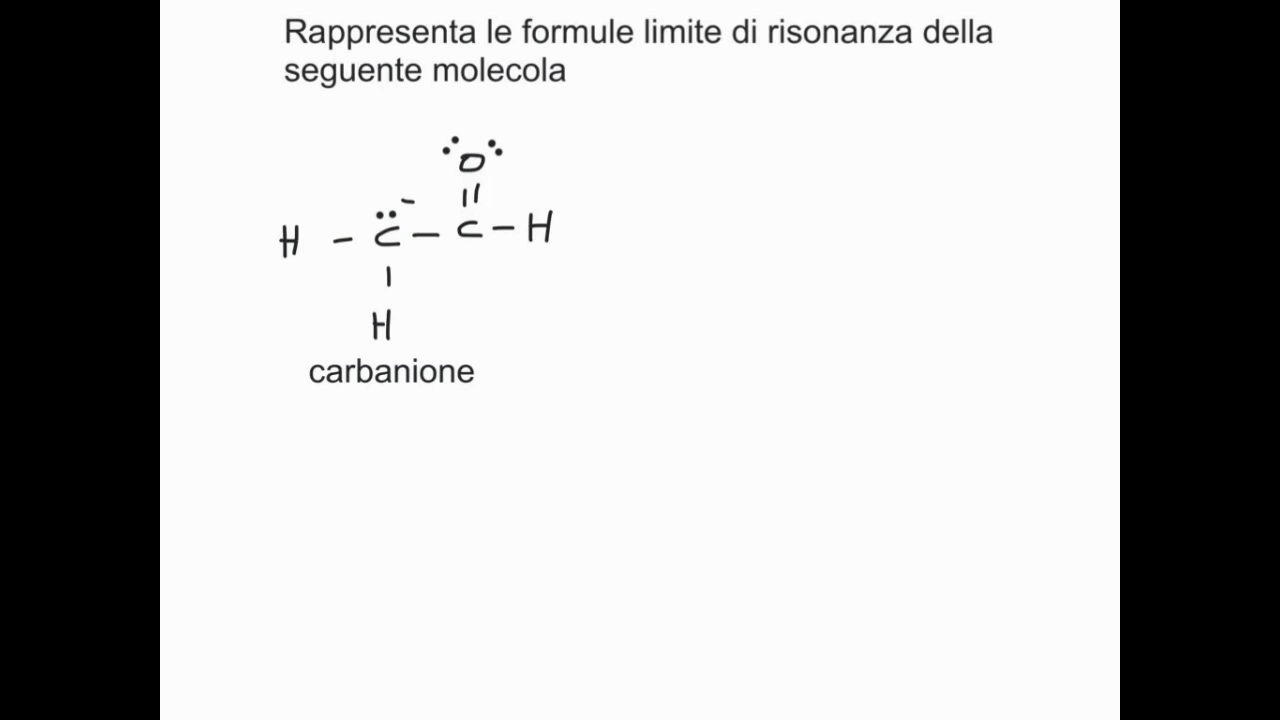 Rappresenta le formule limite di risonanza della
seguente molecola
O
H - C - C - H
H
carbanione